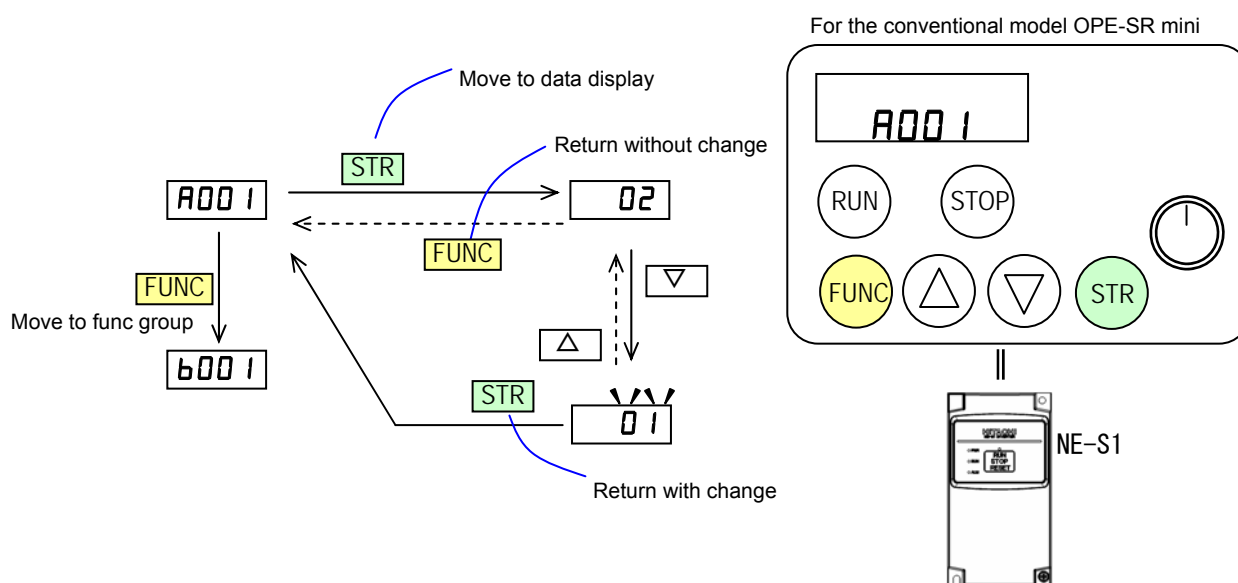 For the conventional model OPE-SR mini
Move to data display
A001
Return without change
STR
RUN
STOP
A001
02
FUNC
FUNC
FUNC
STR
Move to func group
b001
STR
01
HITACHI
NE-S1
RUN
STOP
RESET
Return with change